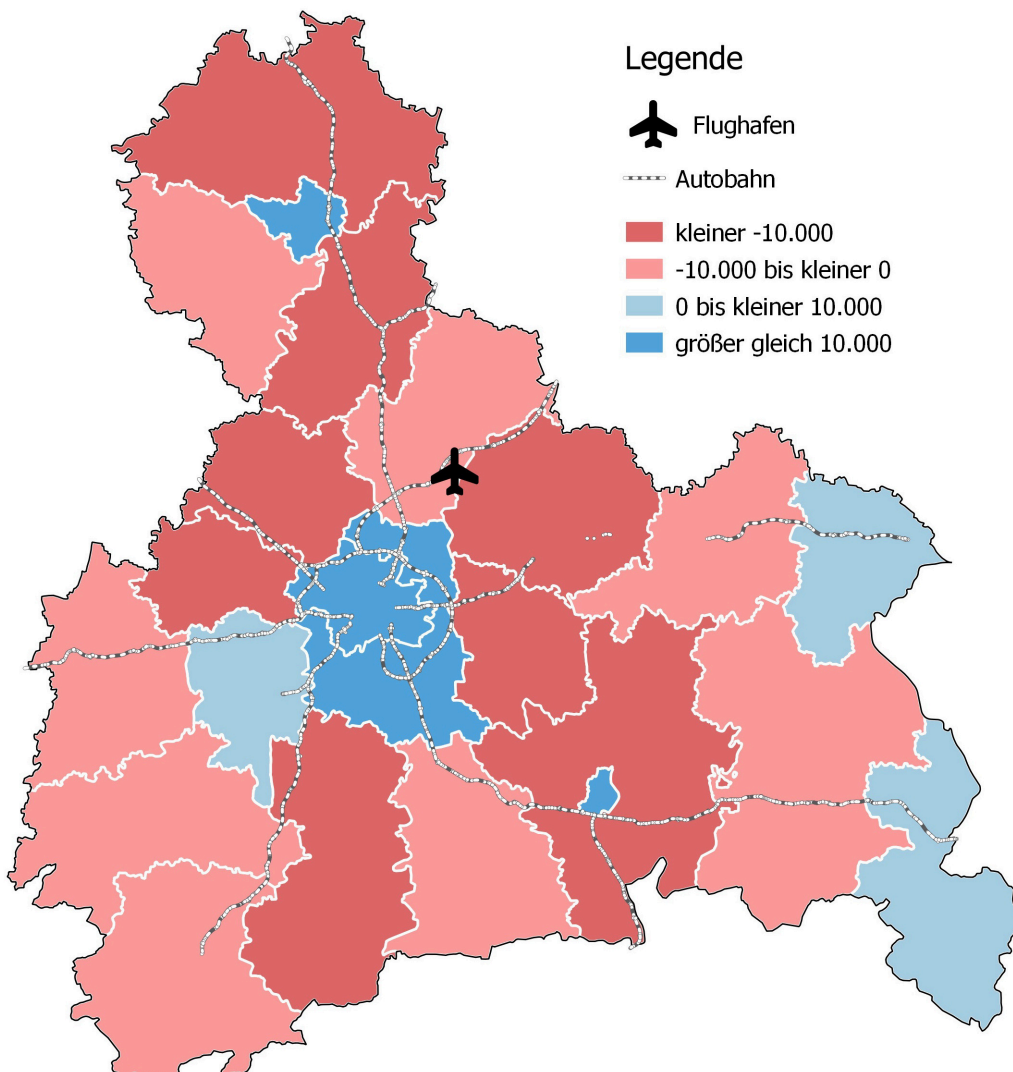 Legende
Flughafen
Autobahn
kleiner -10.000
-10.000 bis kleiner 0
0 bis kleiner 10.000
größer gleich 10.000